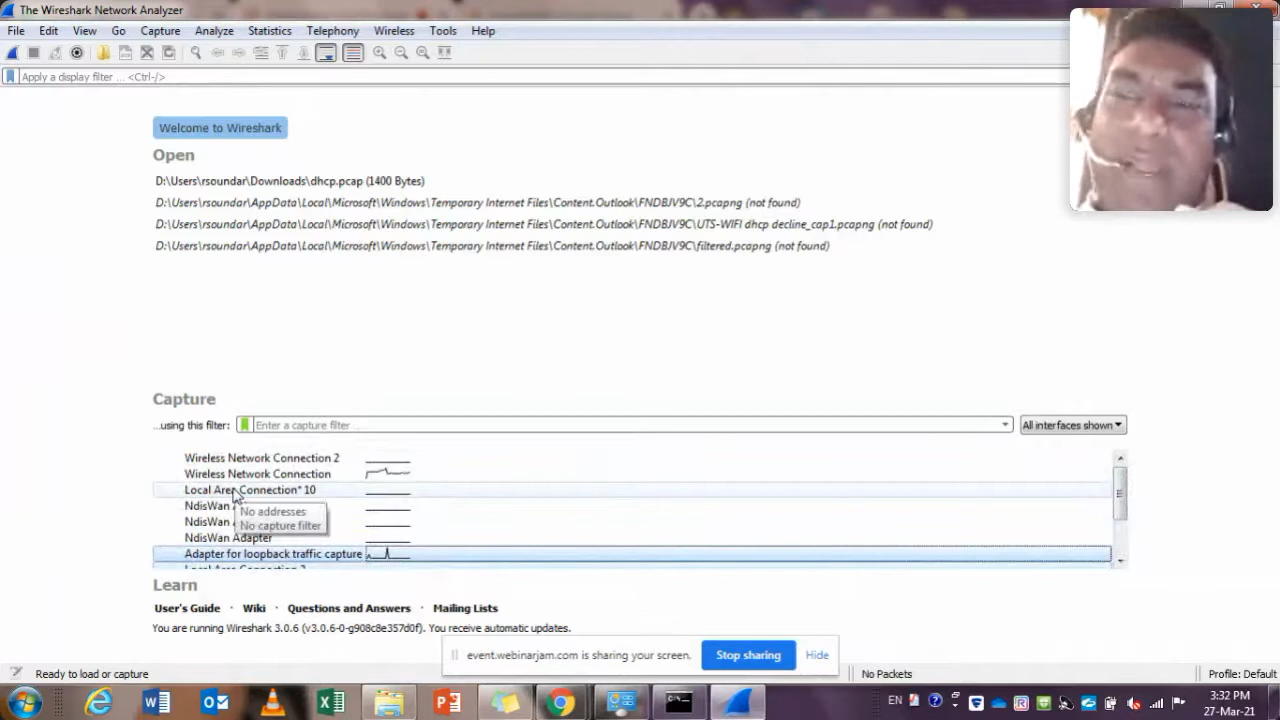 The Wireshark Network Analyzer
File Edit View Go Capture Analyze Statistics Telephony Wireless Tools Help
Apply a display filter ... <Ctrl-/>
Welcome to Wireshark
Open
D:\Users\rsoundar\Downloads\dhcp.pcap (1400 Bytes)
D:\Users\rsoundar\AppData\Local\Microsoft\Windows\Temporary Internet Files\Content.Outlook\FNDBJV9C\2.pcapng (not found)
D:\Users\rsoundar\AppData\Local\Microsoft\Windows\Temporary Internet Files\Content.Outlook\FNDBJV9C\UTS-WIFI dhcp decline_cap1.pcapng (not found)
D:\Users\rsoundar\AppData\Local\Microsoft\Windows\Temporary Internet Files\Content.Outlook\FNDBJV9C\filtered.pcapng (not found)
Capture
...using this filter: Enter a capture filter ... All interfaces shown
Wireless Network Connection 2
Wireless Network Connection
Local Area Connection* 10
NdisWan
No addresses
NdisWan
No capture filter
NdisWan Adapter
Adapter for loopback traffic capture
Local Area Connection 2
Learn
User's Guide · Wiki · Questions and Answers · Mailing Lists
You are running Wireshark 3.0.6 (v3.0.6-0-g908c8e357d0f). You receive automatic updates.
event.webinarjam.com is sharing your screen. Stop sharing Hide
Ready to load or capture No Packets Profile: Default
EN 3:32 PM
27-Mar-21